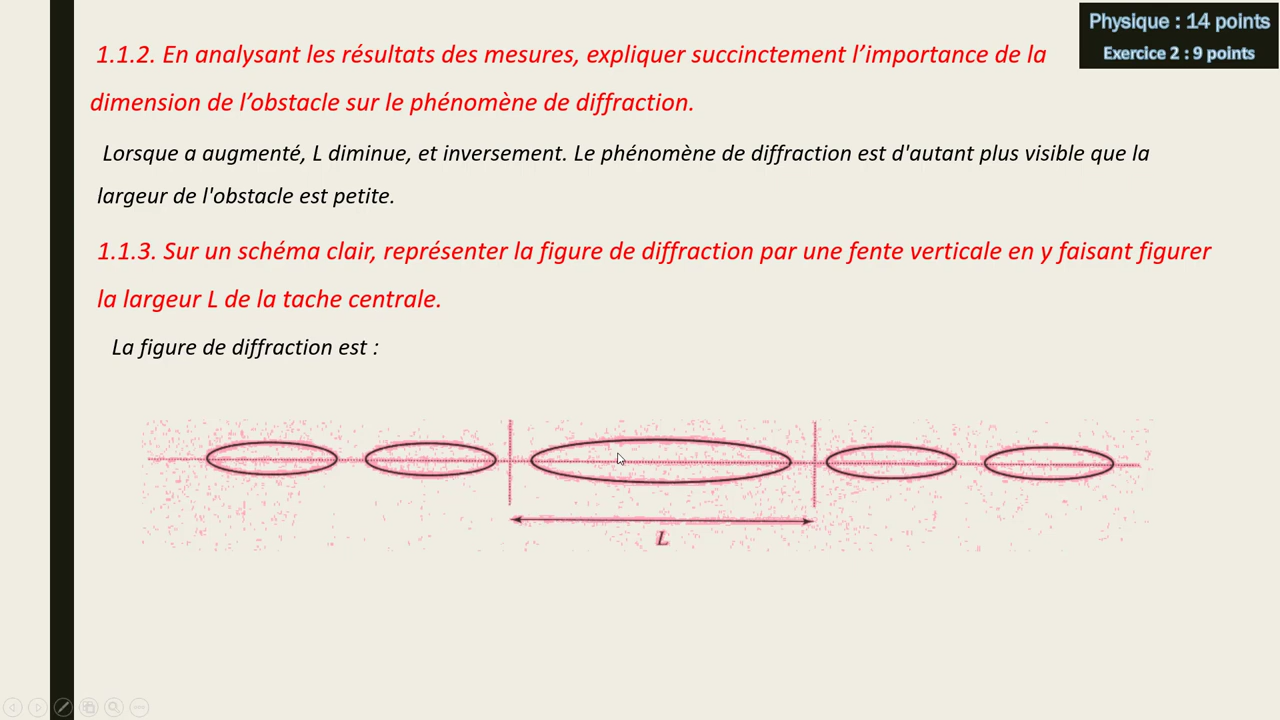 Physique : 14 points
Exercice 2 : 9 points
1.1.2. En analysant les résultats des mesures, expliquer succinctement l’importance de la
dimension de l’obstacle sur le phénomène de diffraction.
Lorsque a augmenté, L diminue, et inversement. Le phénomène de diffraction est d'autant plus visible que la
largeur de l'obstacle est petite.
1.1.3. Sur un schéma clair, représenter la figure de diffraction par une fente verticale en y faisant figurer
la largeur L de la tache centrale.
La figure de diffraction est :
L